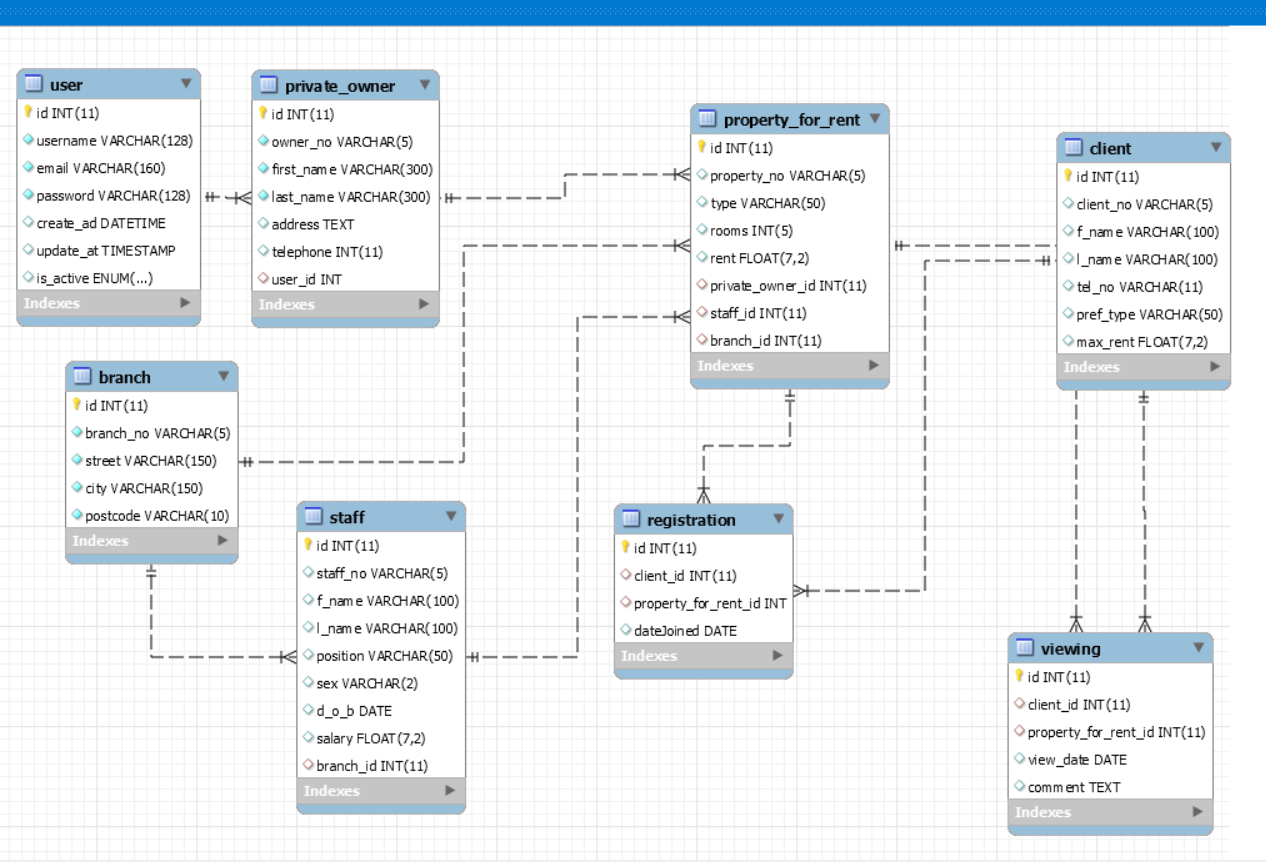 user
id INT(11)
username VARCHAR(128)
email VARCHAR(160)
password VARCHAR(128)
create_ad DATETIME
update_at TIMESTAMP
is_active ENUM(...)
Indexes
private_owner
id INT(11)
owner_no VARCHAR(5)
first_name VARCHAR(300)
last_name VARCHAR(300)
address TEXT
telephone INT(11)
user_id INT
Indexes
property_for_rent
id INT(11)
property_no VARCHAR(5)
type VARCHAR(50)
rooms INT(5)
rent FLOAT(7,2)
private_owner_id INT(11)
staff_id INT(11)
branch_id INT(11)
Indexes
client
id INT(11)
client_no VARCHAR(5)
f_name VARCHAR(100)
l_name VARCHAR(100)
tel_no VARCHAR(11)
pref_type VARCHAR(50)
max_rent FLOAT(7,2)
Indexes
branch
id INT(11)
branch_no VARCHAR(5)
street VARCHAR(150)
city VARCHAR(150)
postcode VARCHAR(10)
Indexes
staff
id INT(11)
staff_no VARCHAR(5)
f_name VARCHAR(100)
l_name VARCHAR(100)
position VARCHAR(50)
sex VARCHAR(2)
d_o_b DATE
salary FLOAT(7,2)
branch_id INT(11)
Indexes
registration
id INT(11)
client_id INT(11)
property_for_rent_id INT
dateJoined DATE
Indexes
viewing
id INT(11)
client_id INT(11)
property_for_rent_id INT(11)
view_date DATE
comment TEXT
Indexes